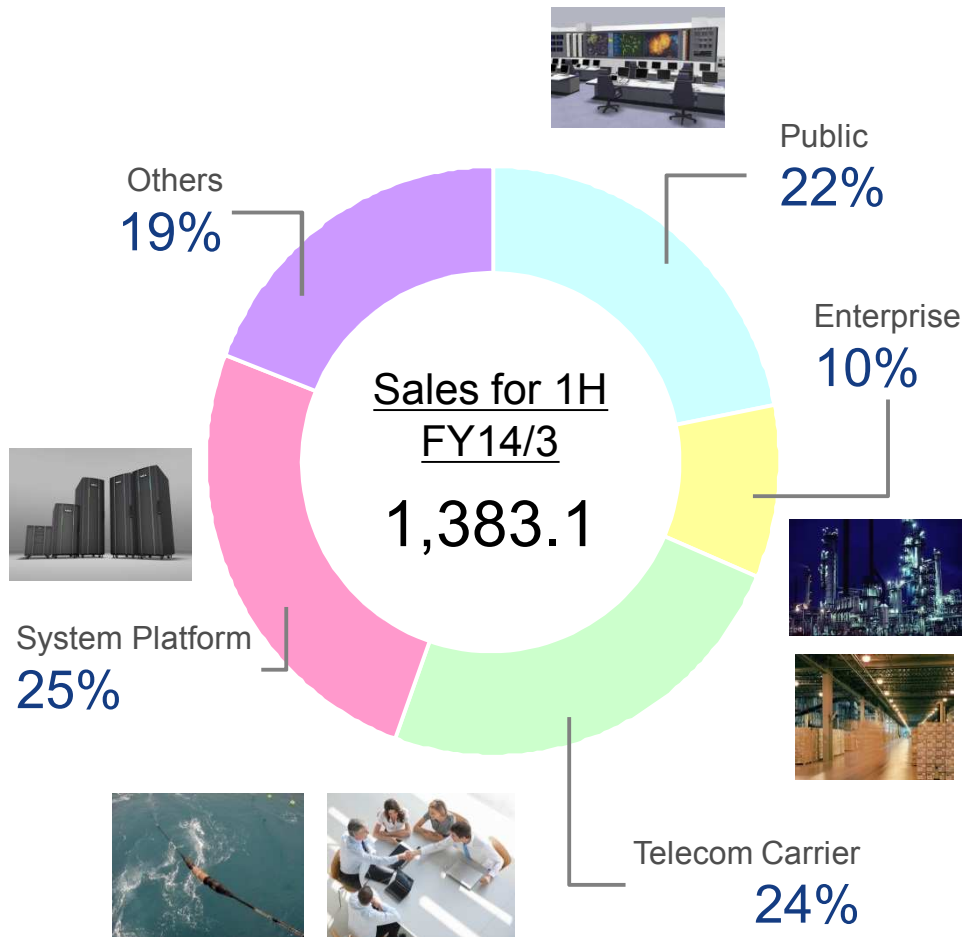 Public
22%
Others
19%
Enterprise
10%
Sales for 1H
FY14/3
1,383.1
System Platform
25%
Telecom Carrier
24%